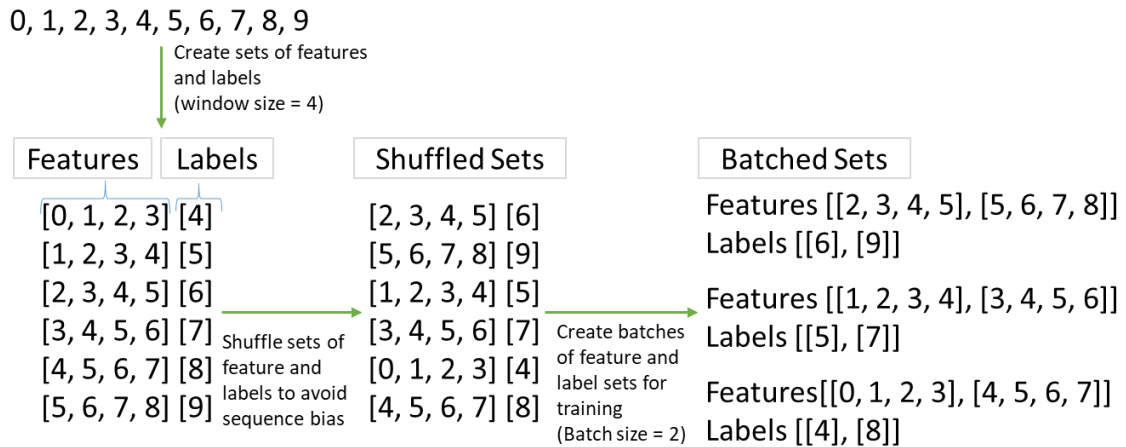 0, 1, 2, 3, 4, 5, 6, 7, 8, 9
Create sets of features
and labels
(window size = 4)
Features
Labels
[0, 1, 2, 3] [4]
[1, 2, 3, 4] [5]
[2, 3, 4, 5] [6]
[3, 4, 5, 6] [7]
[4, 5, 6, 7] [8]
[5, 6, 7, 8] [9]
Shuffle sets of
feature and
labels to avoid
sequence bias
Shuffled Sets
[2, 3, 4, 5] [6]
[5, 6, 7, 8] [9]
[1, 2, 3, 4] [5]
[3, 4, 5, 6] [7]
[0, 1, 2, 3] [4]
[4, 5, 6, 7] [8]
Create batches
of feature and
label sets for
training
(Batch size = 2)
Batched Sets
Features [[2, 3, 4, 5], [5, 6, 7, 8]]
Labels [[6], [9]]
Features [[1, 2, 3, 4], [3, 4, 5, 6]]
Labels [[5], [7]]
Features[[0, 1, 2, 3], [4, 5, 6, 7]]
Labels [[4], [8]]